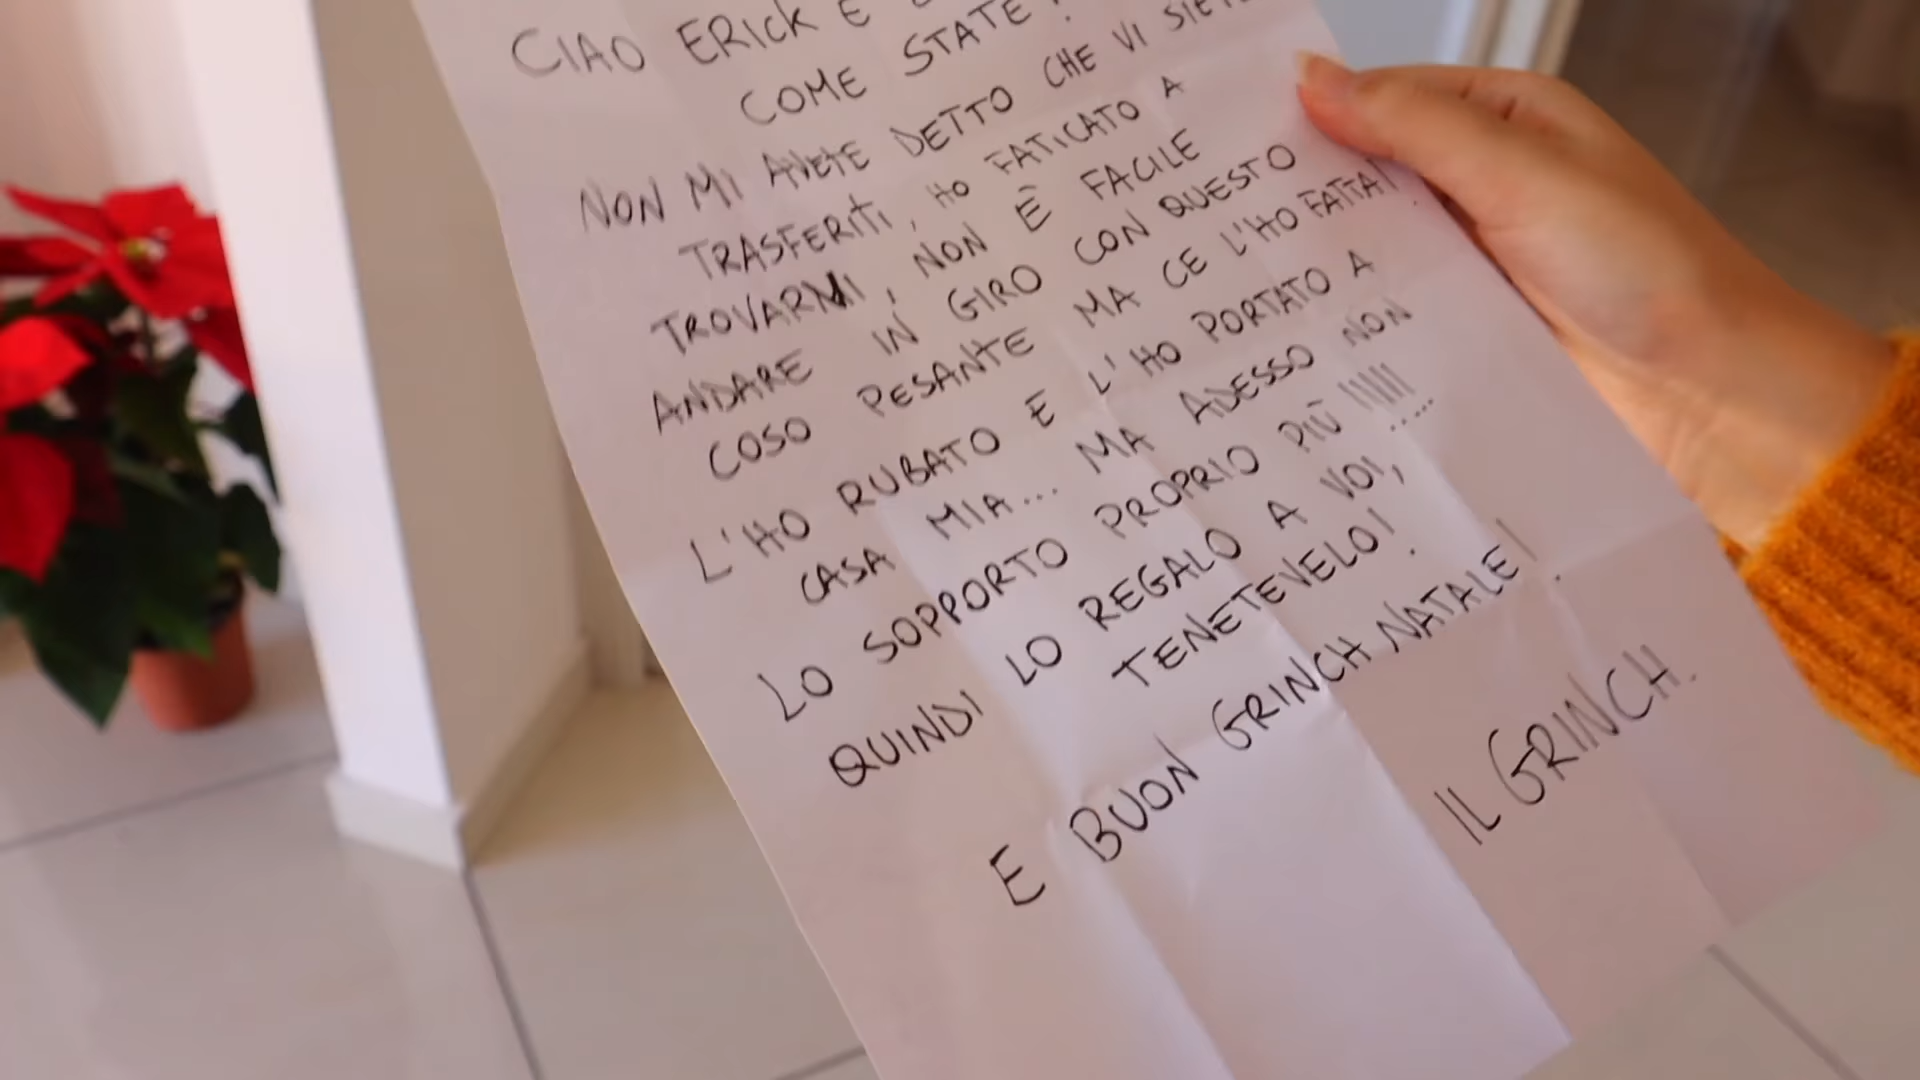 CIAO ERICK E
COME STATE?
NON MI AVETE DETTO CHE VI SIETE
TRASFERITI, HO FATICATO A
TROVARVI, NON È FACILE
ANDARE IN GIRO CON QUESTO
COSO PESANTE MA CE L'HO FATTA!
L'HO RUBATO E L'HO PORTATO A
CASA MIA... MA ADESSO NON
LO SOPPORTO PROPRIO PIÙ !!!!!
QUINDI LO REGALO A VOI,
TENETEVELO!
E BUON GRINCH NATALE!
IL GRINCH.